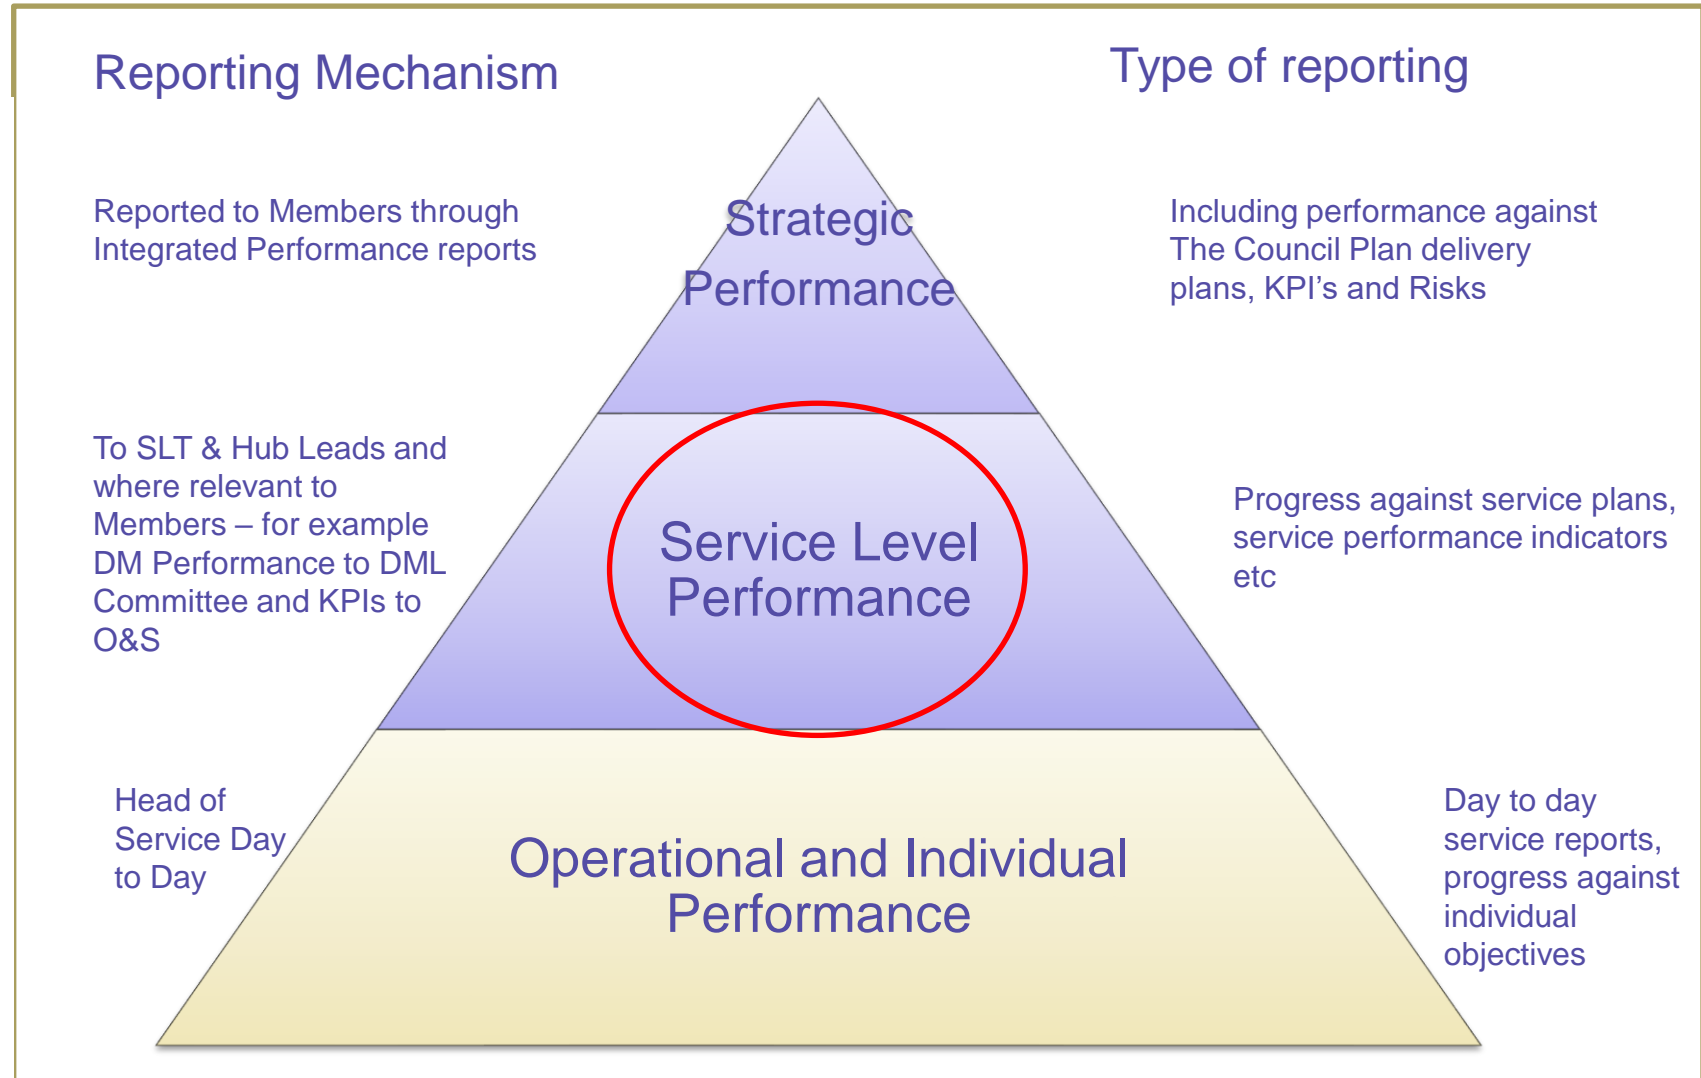 Reporting Mechanism
Type of reporting
Reported to Members through
Integrated Performance reports
Strategic
Performance
Including performance against
The Council Plan delivery
plans, KPI’s and Risks
To SLT & Hub Leads and
where relevant to
Members – for example
DM Performance to DML
Committee and KPIs to
O&S
Service Level
Performance
Progress against service plans,
service performance indicators
etc
Head of
Service Day
to Day
Operational and Individual
Performance
Day to day
service reports,
progress against
individual
objectives